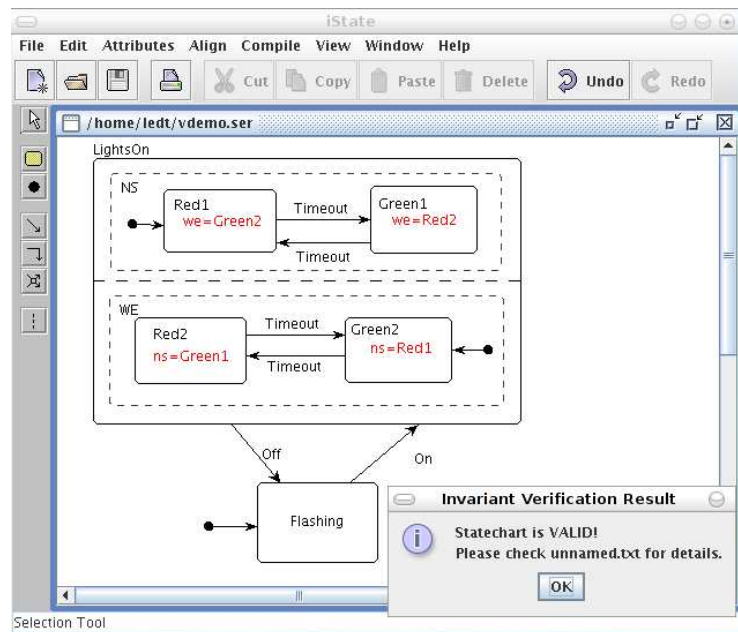 iState
File Edit Attributes Align Compile View Window Help
Cut Copy Paste Delete Undo Redo
/home/ledt/vdemo.ser
LightsOn
NS
Red1
we=Green2
Timeout
Green1
we=Red2
Timeout
WE
Red2
ns=Green1
Timeout
Green2
ns=Red1
Timeout
Off
On
Flashing
Invariant Verification Result
Statechart is VALID!
Please check unnamed.txt for details.
OK
Selection Tool